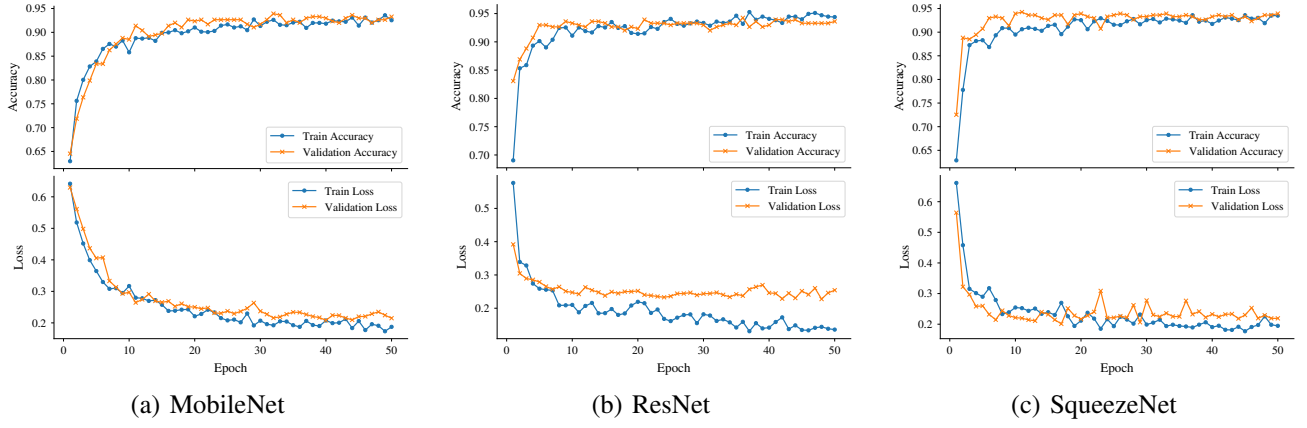 0.95
0.90
0.85
0.80
0.75
0.70
0.65
Accuracy
Train Accuracy
Validation Accuracy
0.6
0.5
0.4
0.3
0.2
Loss
Train Loss
Validation Loss
0 10 20 30 40 50
Epoch
(a) MobileNet
0.95
0.90
0.85
0.80
0.75
0.70
Accuracy
Train Accuracy
Validation Accuracy
0.5
0.4
0.3
0.2
Loss
Train Loss
Validation Loss
0 10 20 30 40 50
Epoch
(b) ResNet
0.95
0.90
0.85
0.80
0.75
0.70
0.65
Accuracy
Train Accuracy
Validation Accuracy
0.6
0.5
0.4
0.3
0.2
Loss
Train Loss
Validation Loss
0 10 20 30 40 50
Epoch
(c) SqueezeNet